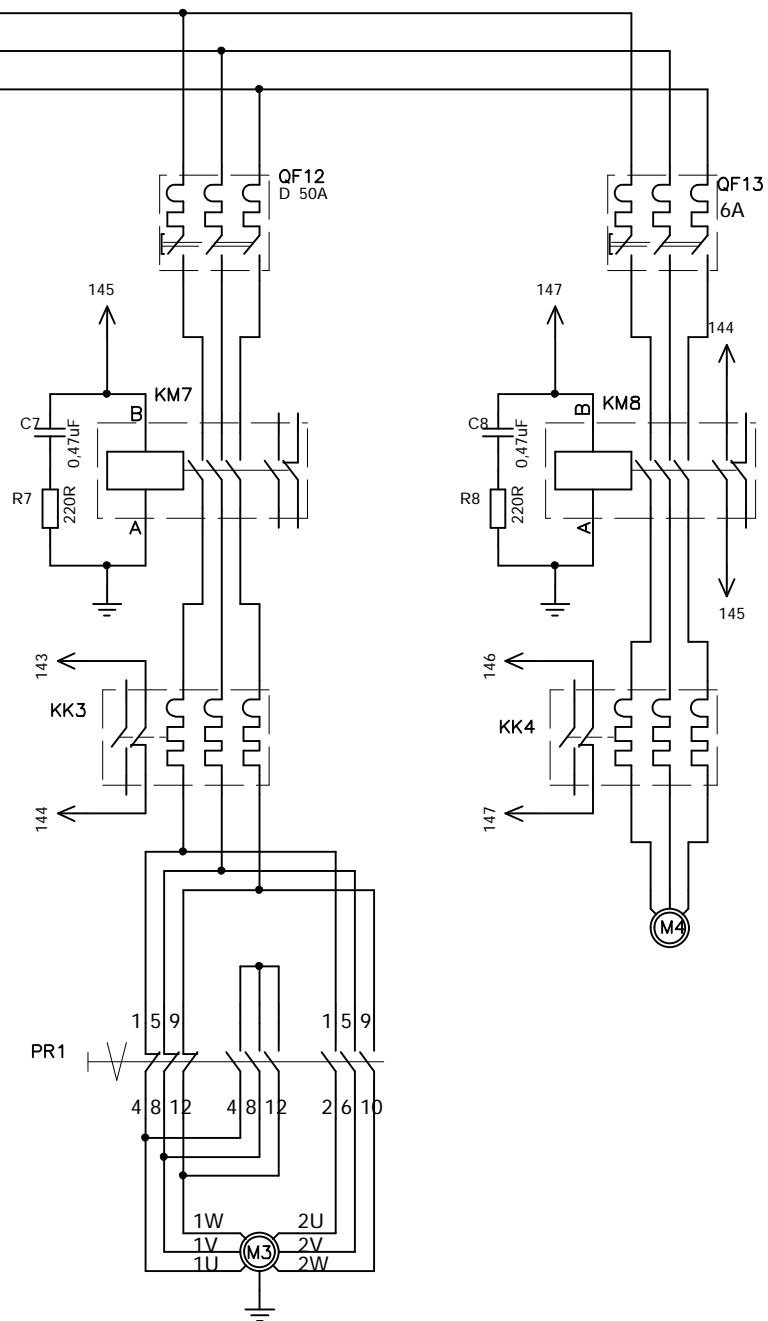 QF12
D 50A
QF13
6A
145
147
144
KM7
B
C7
0,47uF
R7
220R
A
KM8
B
C8
0,47uF
R8
220R
A
145
143
KK3
144
146
KK4
147
M4
1 5 9
1 5 9
PR1
4 8 12
4 8 12
2 6 10
1W
2U
1V
M3
2V
1U
2W